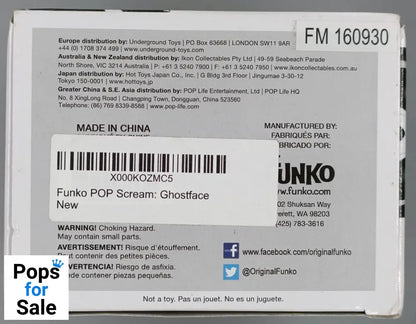 Europe distribution by: Underground Toys | PO Box 63668 | LONDON SW11 9AR
+44 (0) 1708 374 499 | www.underground-toys.com
Australia & New Zealand distribution by: Ikon Collectables Pty Ltd | 49-59 Seabeach Parade
North Shore, VIC 3214 Australia | P: +61 3 5240 7900 | F: +61 3 5240 7950 | www.ikoncollectables.com.au
Japan distribution by: Hot Toys Japan Co., Inc. | G Bldg 3rd Floor | Jingumae 3-30-12
Tokyo 150-0001 | www.hottoys.jp
Greater China & S.E. Asia distribution by: POP Life Entertainment, Ltd | POP Life HQ
No. 8 XingLong Road | Changping Town, Dongguan, China 523560
Telephone: (86) 769 8339-8588 | www.pop-life.com
FM 160930
MADE IN CHINA
MANUFACTURED BY:
FABRIQUÉS PAR:
FABRICADO POR:
FUNKO
www.funko.com
02 Shuksan Way
erett, WA 98203
(425) 783-3616
X000KOZMC5
Funko POP Scream: Ghostface
New
WARNING! Choking Hazard.
May contain small parts.
AVERTISSEMENT! Risque d'étouffement.
Peut contenir des petites pièces.
ADVERTENCIA! Riesgo de asfixia.
contener piezas pequeñas.
www.facebook.com/originalfunko
@OriginalFunko
Not a toy. Pas un jouet. No es un juguete.
Pops
for
Sale